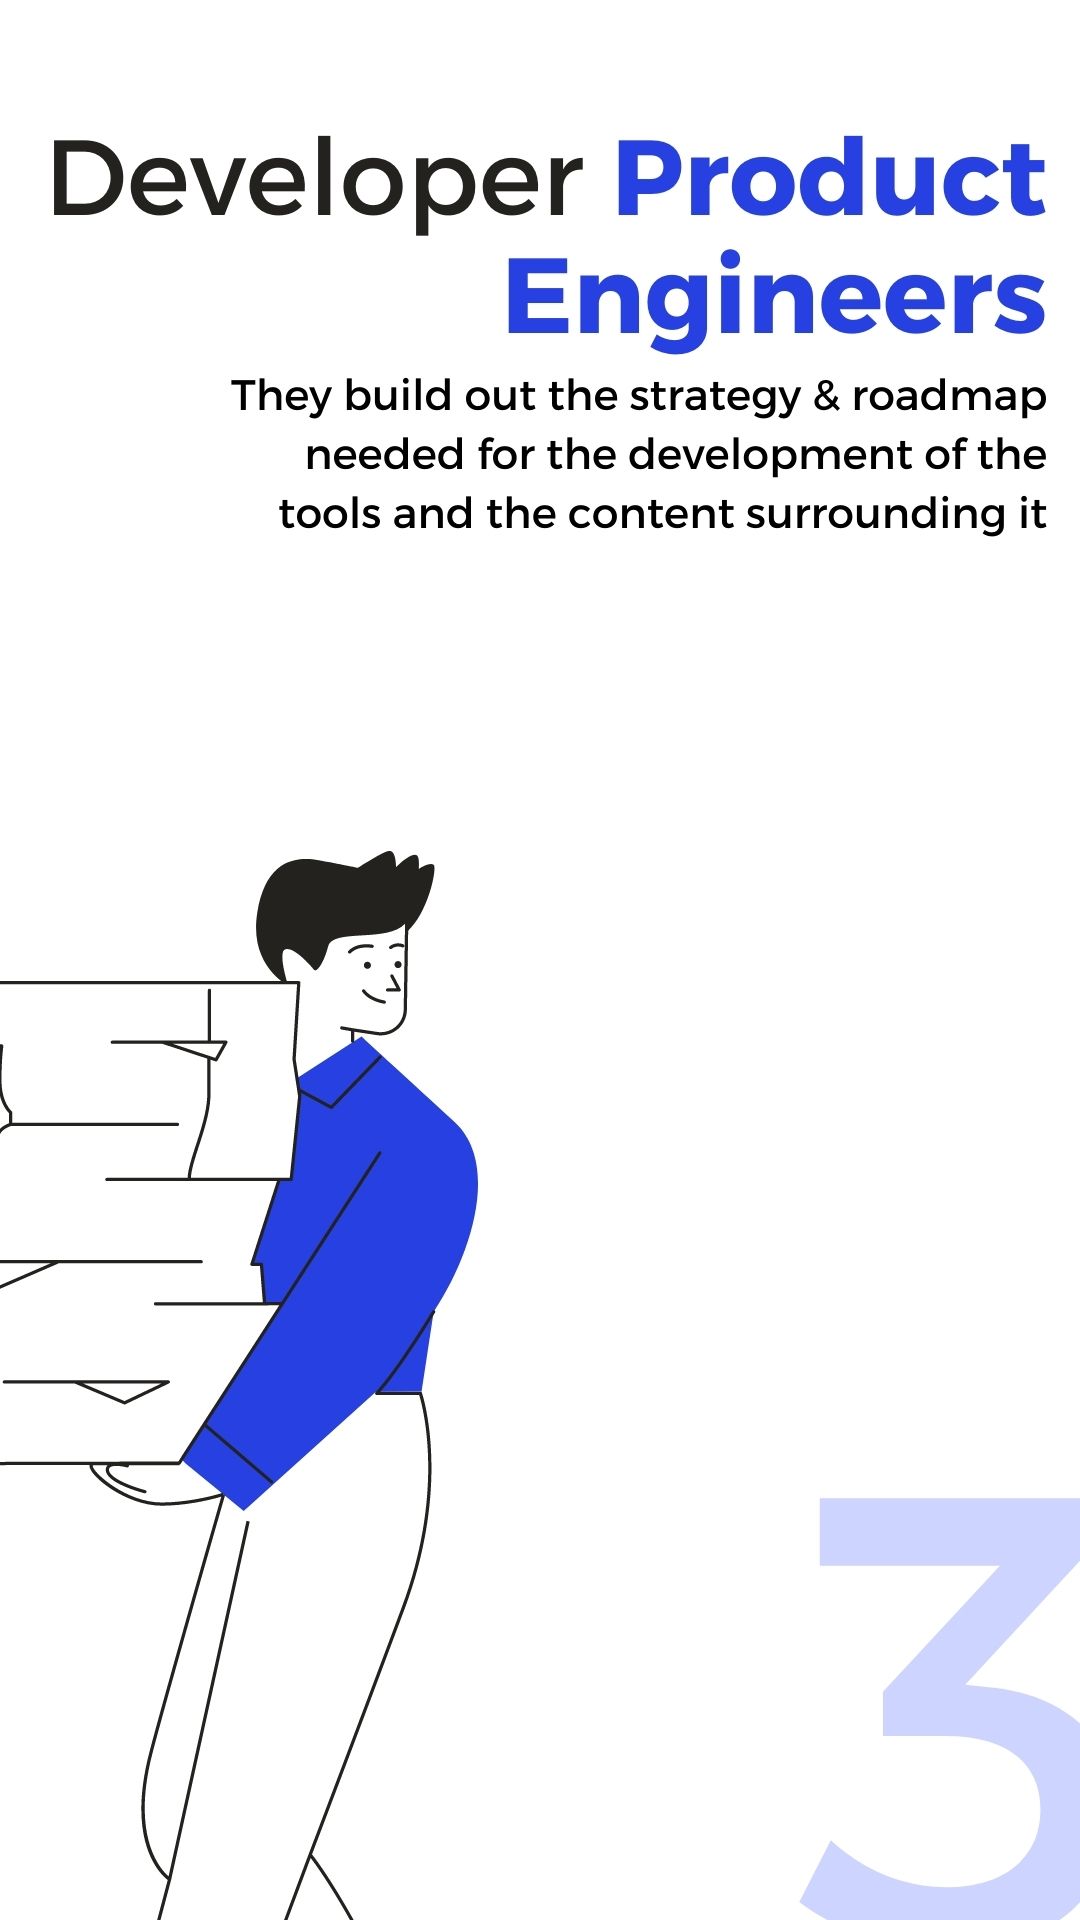 Developer Product
Engineers
They build out the strategy & roadmap
needed for the development of the
tools and the content surrounding it
3